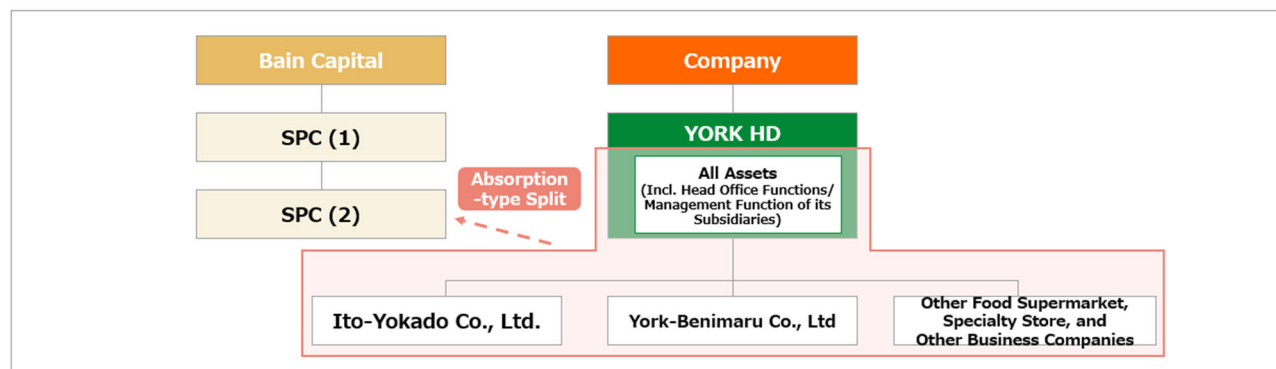 Bain Capital
Company
SPC (1)
YORK HD
SPC (2)
Absorption
-type Split
All Assets
(Incl. Head Office Functions/
Management Function of its
Subsidiaries)
Ito-Yokado Co., Ltd.
York-Benimaru Co., Ltd
Other Food Supermarket,
Specialty Store, and
Other Business Companies